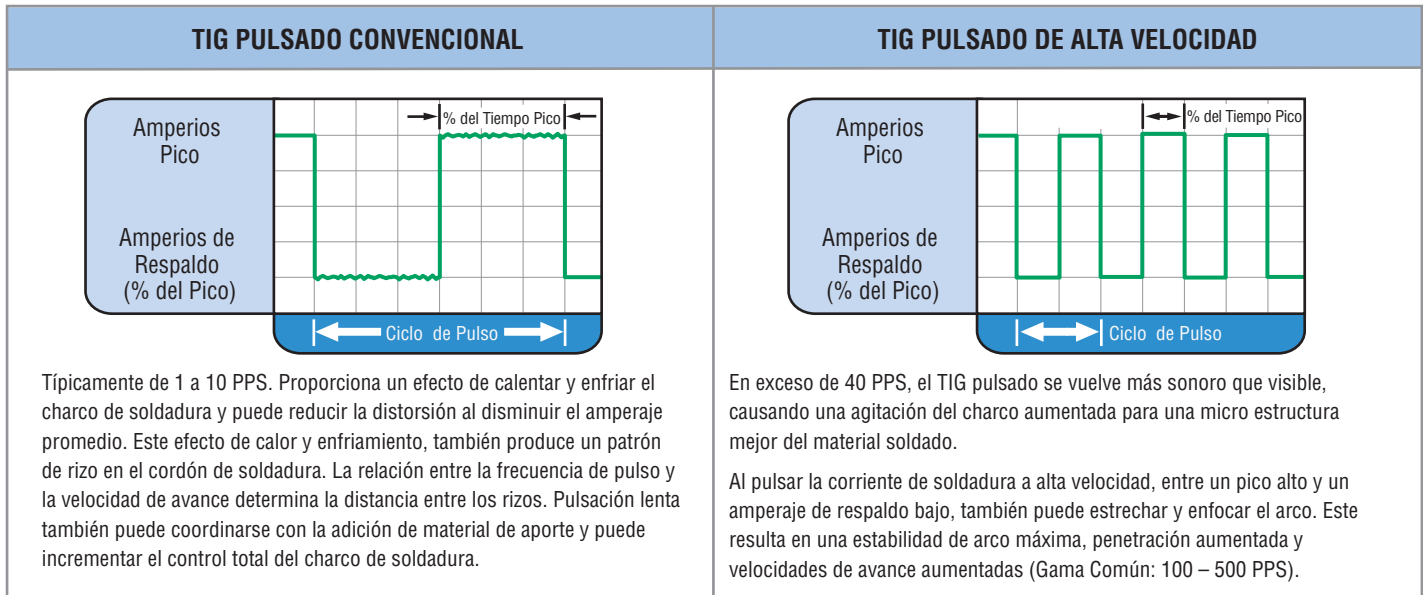 TIG PULSADO CONVENCIONAL
Amperios
Pico
% del Tiempo Pico
Amperios de
Respaldo
(% del Pico)
Ciclo de Pulso
Típicamente de 1 a 10 PPS. Proporciona un efecto de calentar y enfriar el
charco de soldadura y puede reducir la distorsión al disminuir el amperaje
promedio. Este efecto de calor y enfriamiento, también produce un patrón
de rizo en el cordón de soldadura. La relación entre la frecuencia de pulso y
la velocidad de avance determina la distancia entre los rizos. Pulsación lenta
también puede coordinarse con la adición de material de aporte y puede
incrementar el control total del charco de soldadura.
TIG PULSADO DE ALTA VELOCIDAD
Amperios
Pico
% del Tiempo Pico
Amperios de
Respaldo
(% del Pico)
Ciclo de Pulso
En exceso de 40 PPS, el TIG pulsado se vuelve más sonoro que visible,
causando una agitación del charco aumentada para una micro estructura
mejor del material soldado.
Al pulsar la corriente de soldadura a alta velocidad, entre un pico alto y un
amperaje de respaldo bajo, también puede estrechar y enfocar el arco. Este
resulta en una estabilidad de arco máxima, penetración aumentada y
velocidades de avance aumentadas (Gama Común: 100 – 500 PPS).